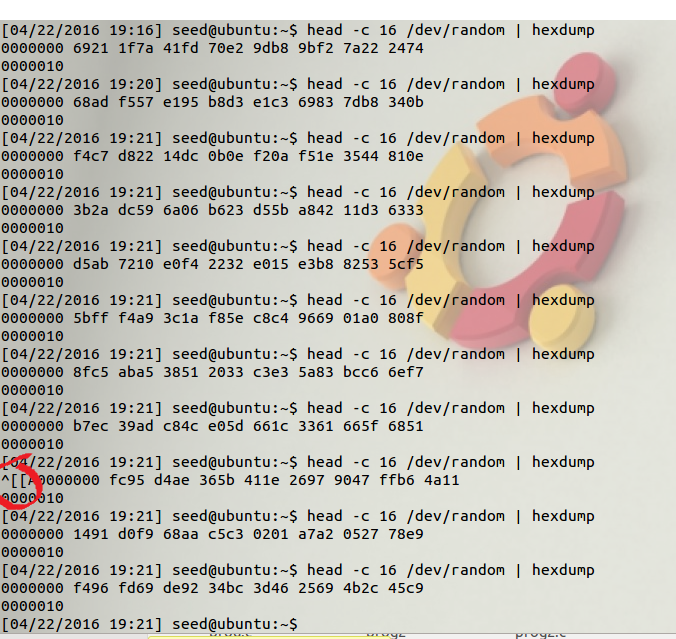 [04/22/2016 19:16] seed@ubuntu:~$ head -c 16 /dev/random | hexdump
0000000 6921 1f7a 41fd 70e2 9db8 9bf2 7a22 2474
0000010
[04/22/2016 19:20] seed@ubuntu:~$ head -c 16 /dev/random | hexdump
0000000 68ad f557 e195 b8d3 e1c3 6983 7db8 340b
0000010
[04/22/2016 19:21] seed@ubuntu:~$ head -c 16 /dev/random | hexdump
0000000 f4c7 d822 14dc 0b0e f20a f51e 3544 810e
0000010
[04/22/2016 19:21] seed@ubuntu:~$ head -c 16 /dev/random | hexdump
0000000 3b2a dc59 6a06 b623 d55b a842 11d3 6333
0000010
[04/22/2016 19:21] seed@ubuntu:~$ head -c 16 /dev/random | hexdump
0000000 d5ab 7210 e0f4 2232 e015 e3b8 8253 5cf5
0000010
[04/22/2016 19:21] seed@ubuntu:~$ head -c 16 /dev/random | hexdump
0000000 5bff f4a9 3c1a f85e c8c4 9669 01a0 808f
0000010
[04/22/2016 19:21] seed@ubuntu:~$ head -c 16 /dev/random | hexdump
0000000 8fc5 aba5 3851 2033 c3e3 5a83 bcc6 6ef7
0000010
[04/22/2016 19:21] seed@ubuntu:~$ head -c 16 /dev/random | hexdump
0000000 b7ec 39ad c84c e05d 661c 3361 665f 6851
0000010
[04/22/2016 19:21] seed@ubuntu:~$ head -c 16 /dev/random | hexdump
^[[A0000000 fc95 d4ae 365b 411e 2697 9047 ffb6 4a11
0000010
[04/22/2016 19:21] seed@ubuntu:~$ head -c 16 /dev/random | hexdump
0000000 1491 d0f9 68aa c5c3 0201 a7a2 0527 78e9
0000010
[04/22/2016 19:21] seed@ubuntu:~$ head -c 16 /dev/random | hexdump
0000000 f496 fd69 de92 34bc 3d46 2569 4b2c 45c9
0000010
[04/22/2016 19:21] seed@ubuntu:~$